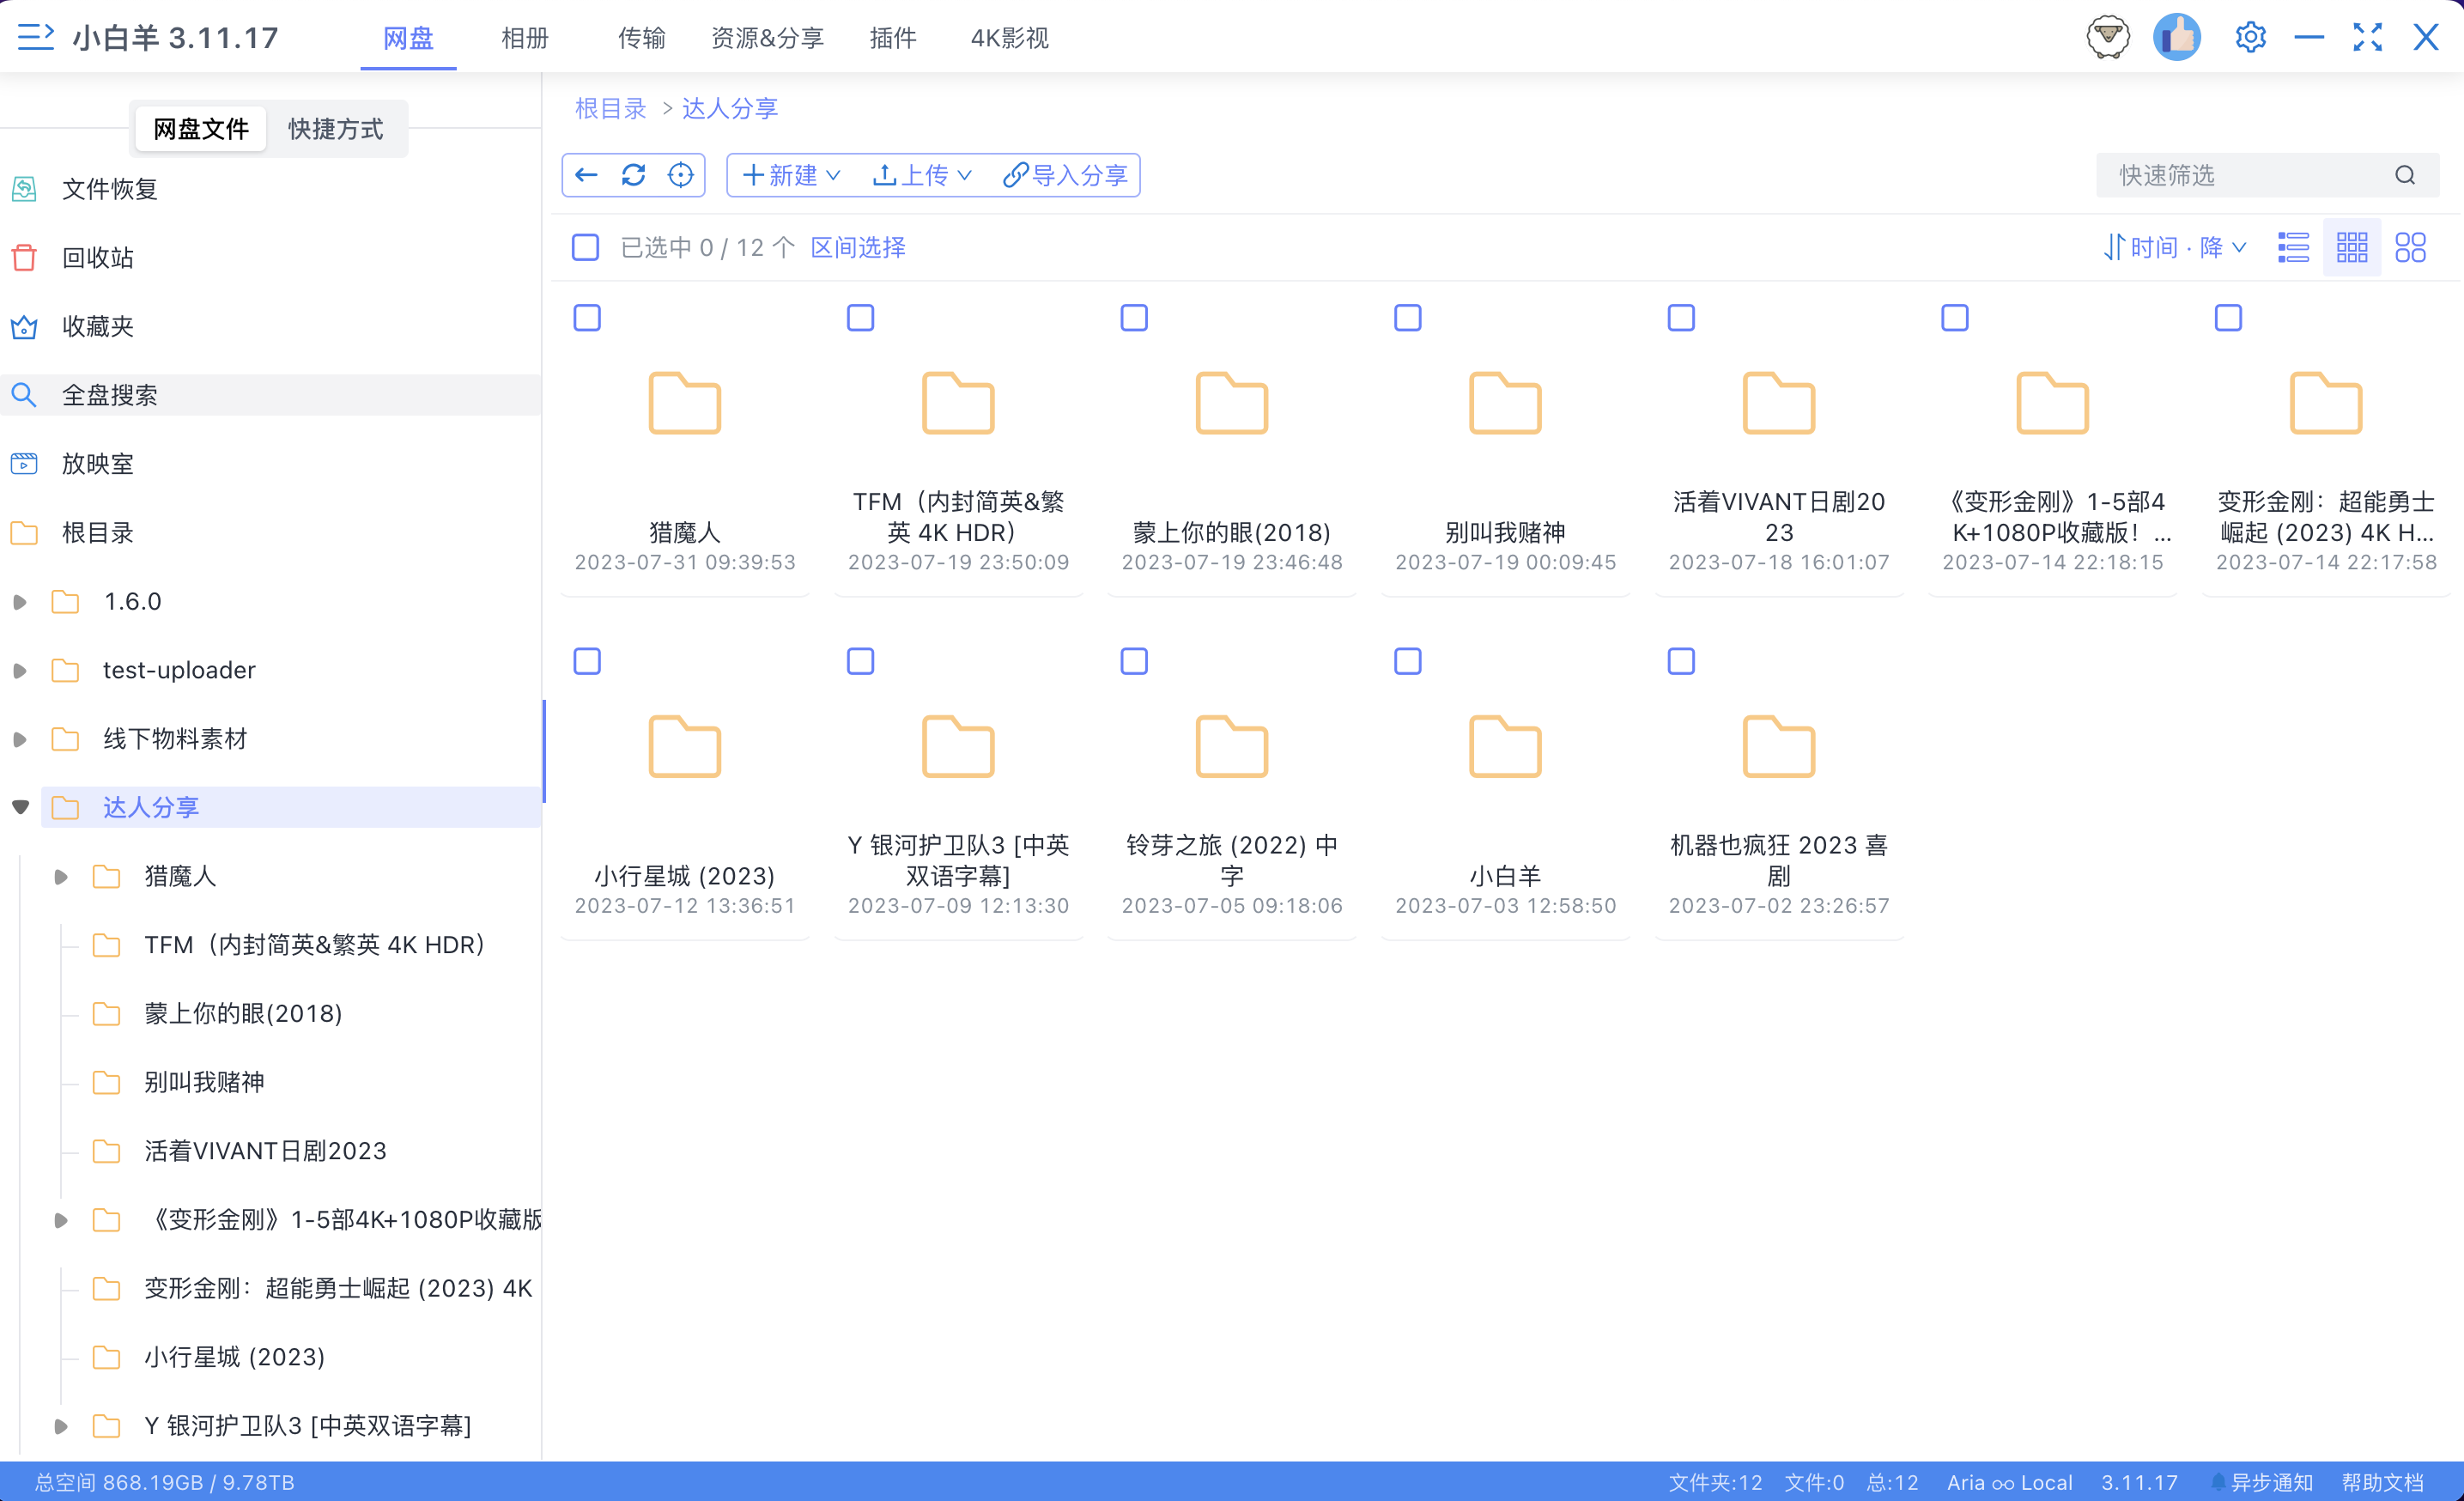 小白羊 3.11.17
网盘
相册
传输
资源&分享
插件
4K影视
网盘文件
快捷方式
文件恢复
回收站
收藏夹
全盘搜索
放映室
根目录
1.6.0
test-uploader
线下物料素材
达人分享
猎魔人
TFM（内封简英&繁英 4K HDR）
蒙上你的眼(2018)
别叫我赌神
活着VIVANT日剧2023
《变形金刚》1-5部4K+1080P收藏版
变形金刚：超能勇士崛起 (2023) 4K
小行星城 (2023)
Y 银河护卫队3 [中英双语字幕]
根目录 > 达人分享
新建
上传
导入分享
快速筛选
已选中 0 / 12 个
区间选择
时间 · 降
猎魔人
2023-07-31 09:39:53
TFM（内封简英&繁
英 4K HDR）
2023-07-19 23:50:09
蒙上你的眼(2018)
2023-07-19 23:46:48
别叫我赌神
2023-07-19 00:09:45
活着VIVANT日剧20
23
2023-07-18 16:01:07
《变形金刚》1-5部4
K+1080P收藏版！...
2023-07-14 22:18:15
变形金刚：超能勇士
崛起 (2023) 4K H...
2023-07-14 22:17:58
小行星城 (2023)
2023-07-12 13:36:51
Y 银河护卫队3 [中英
双语字幕]
2023-07-09 12:13:30
铃芽之旅 (2022) 中
字
2023-07-05 09:18:06
小白羊
2023-07-03 12:58:50
机器也疯狂 2023 喜
剧
2023-07-02 23:26:57
总空间 868.19GB / 9.78TB
文件夹:12
文件:0
总:12
Aria ∞ Local
3.11.17
异步通知
帮助文档